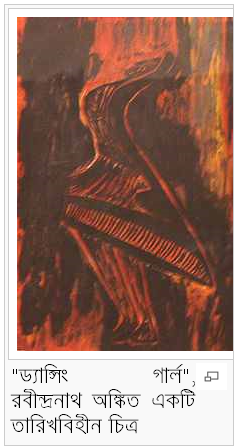 "ড্যান্সিং গার্ল",
রবীন্দ্রনাথ অঙ্কিত একটি
তারিখবিহীন চিত্র